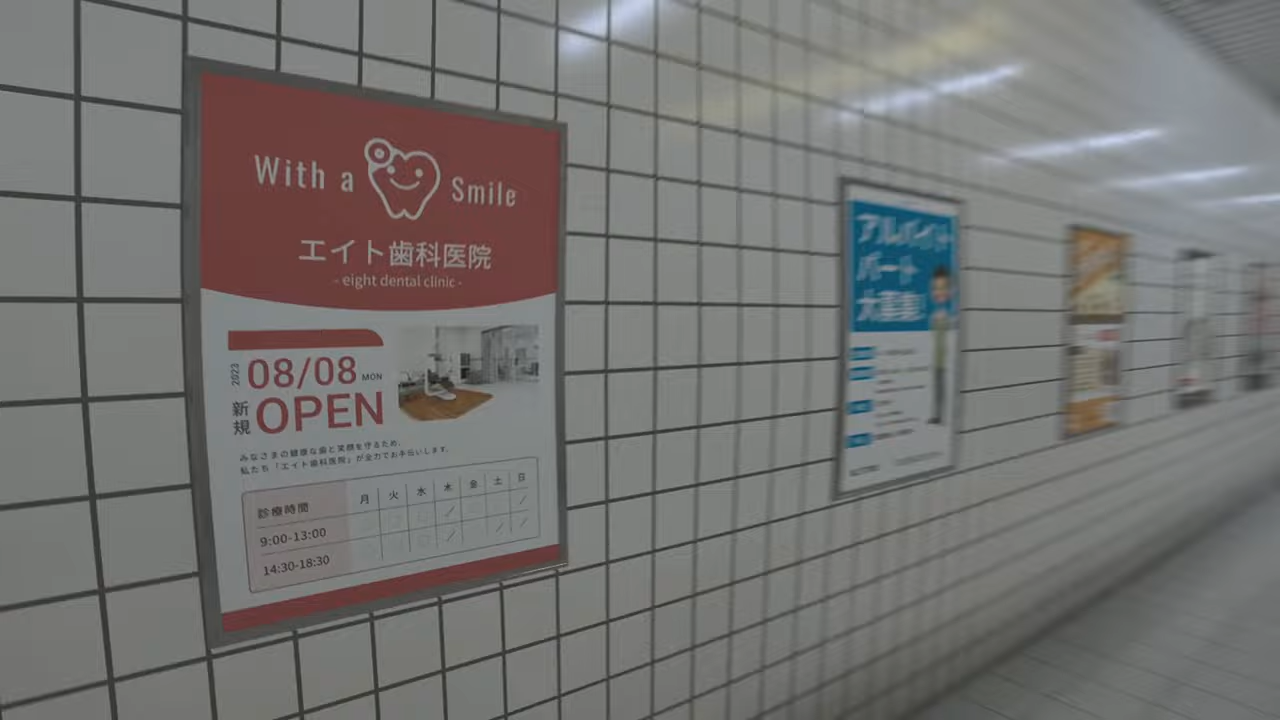 With a Smile
エイト歯科医院
- eight dental clinic -
2023 08/08 MON
新規 OPEN
みなさまの健康な歯と笑顔を守るため、
私たち「エイト歯科医院」が全力でお手伝いします。
診療時間 月 火 水 木 金 土 日
9:00-13:00
14:30-18:30
アルバイト
パート
大募集!